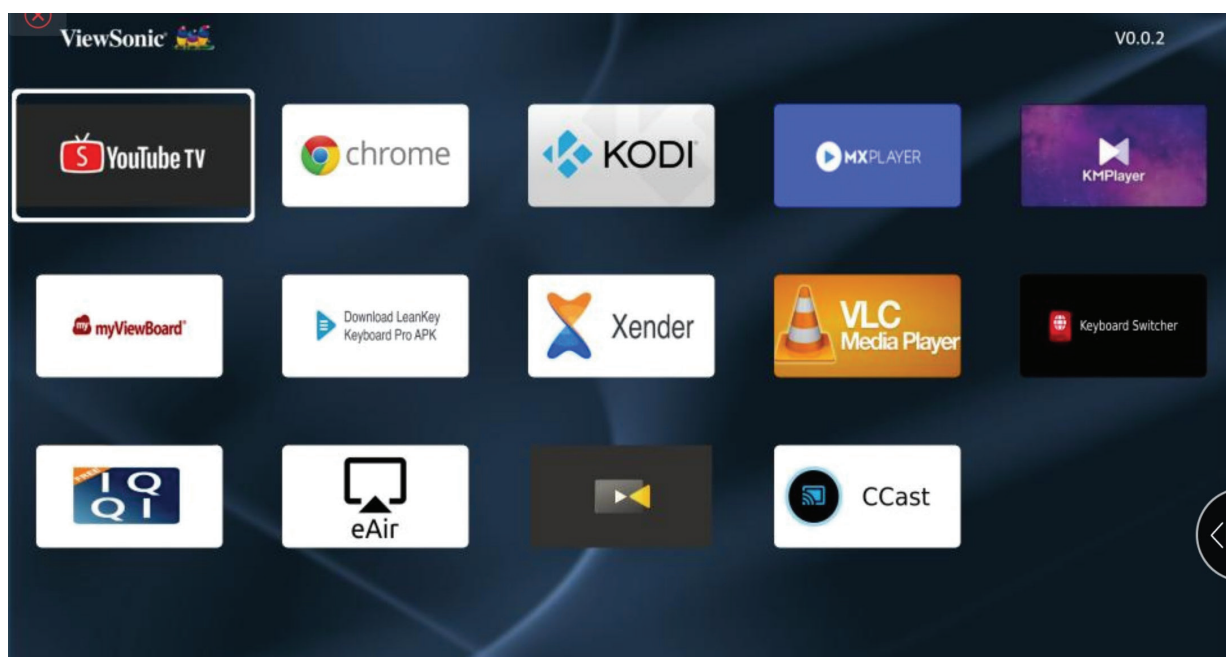 ViewSonic
V0.0.2
S YouTube TV
chrome
KODI
MXPLAYER
KMPlayer
my myViewBoard
Download LeanKey
Keyboard Pro APK
Xender
VLC
Media Player
Keyboard Switcher
FREE
I Q
Q I
eAir
CCast